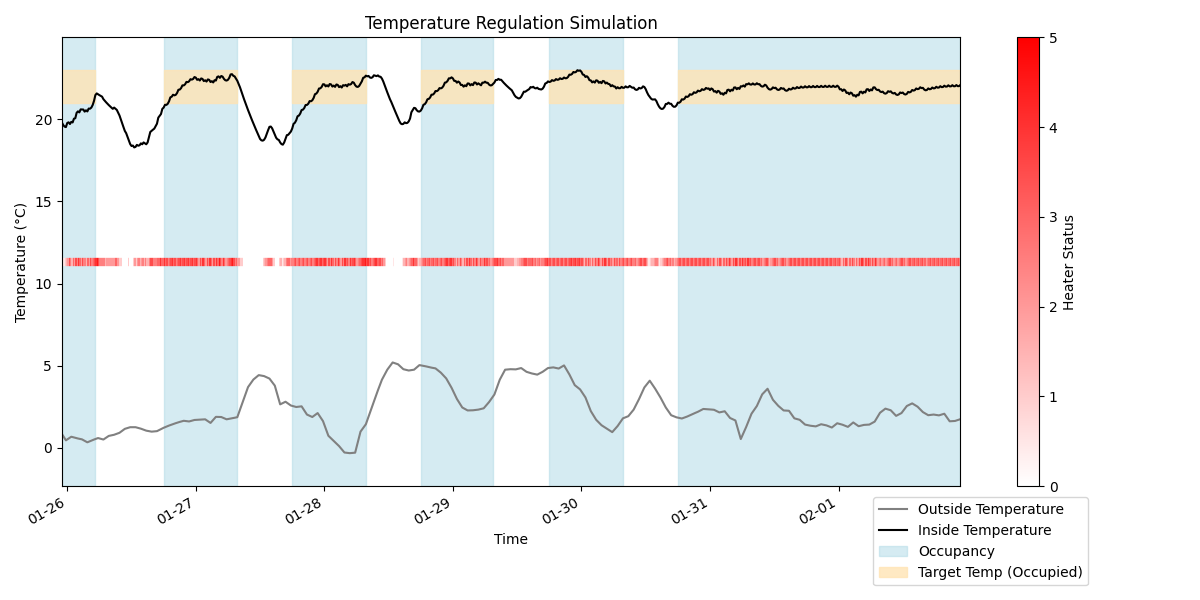 Temperature Regulation Simulation
Temperature (°C)
20
15
10
5
0
01-26
01-27
01-28
01-29
01-30
01-31
02-01
Time
5
4
3
2
1
0
Heater Status
Outside Temperature
Inside Temperature
Occupancy
Target Temp (Occupied)